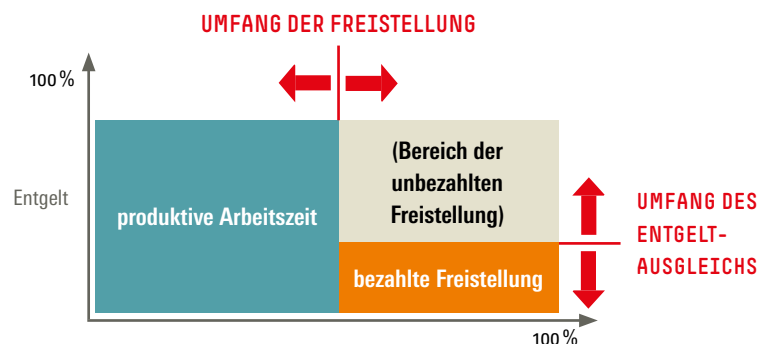 UMFANG DER FREISTELLUNG
100 %
Entgelt
produktive Arbeitszeit
(Bereich der
unbezahlten
Freistellung)
bezahlte Freistellung
UMFANG DES
ENTGELT-
AUSGLEICHS
100 %